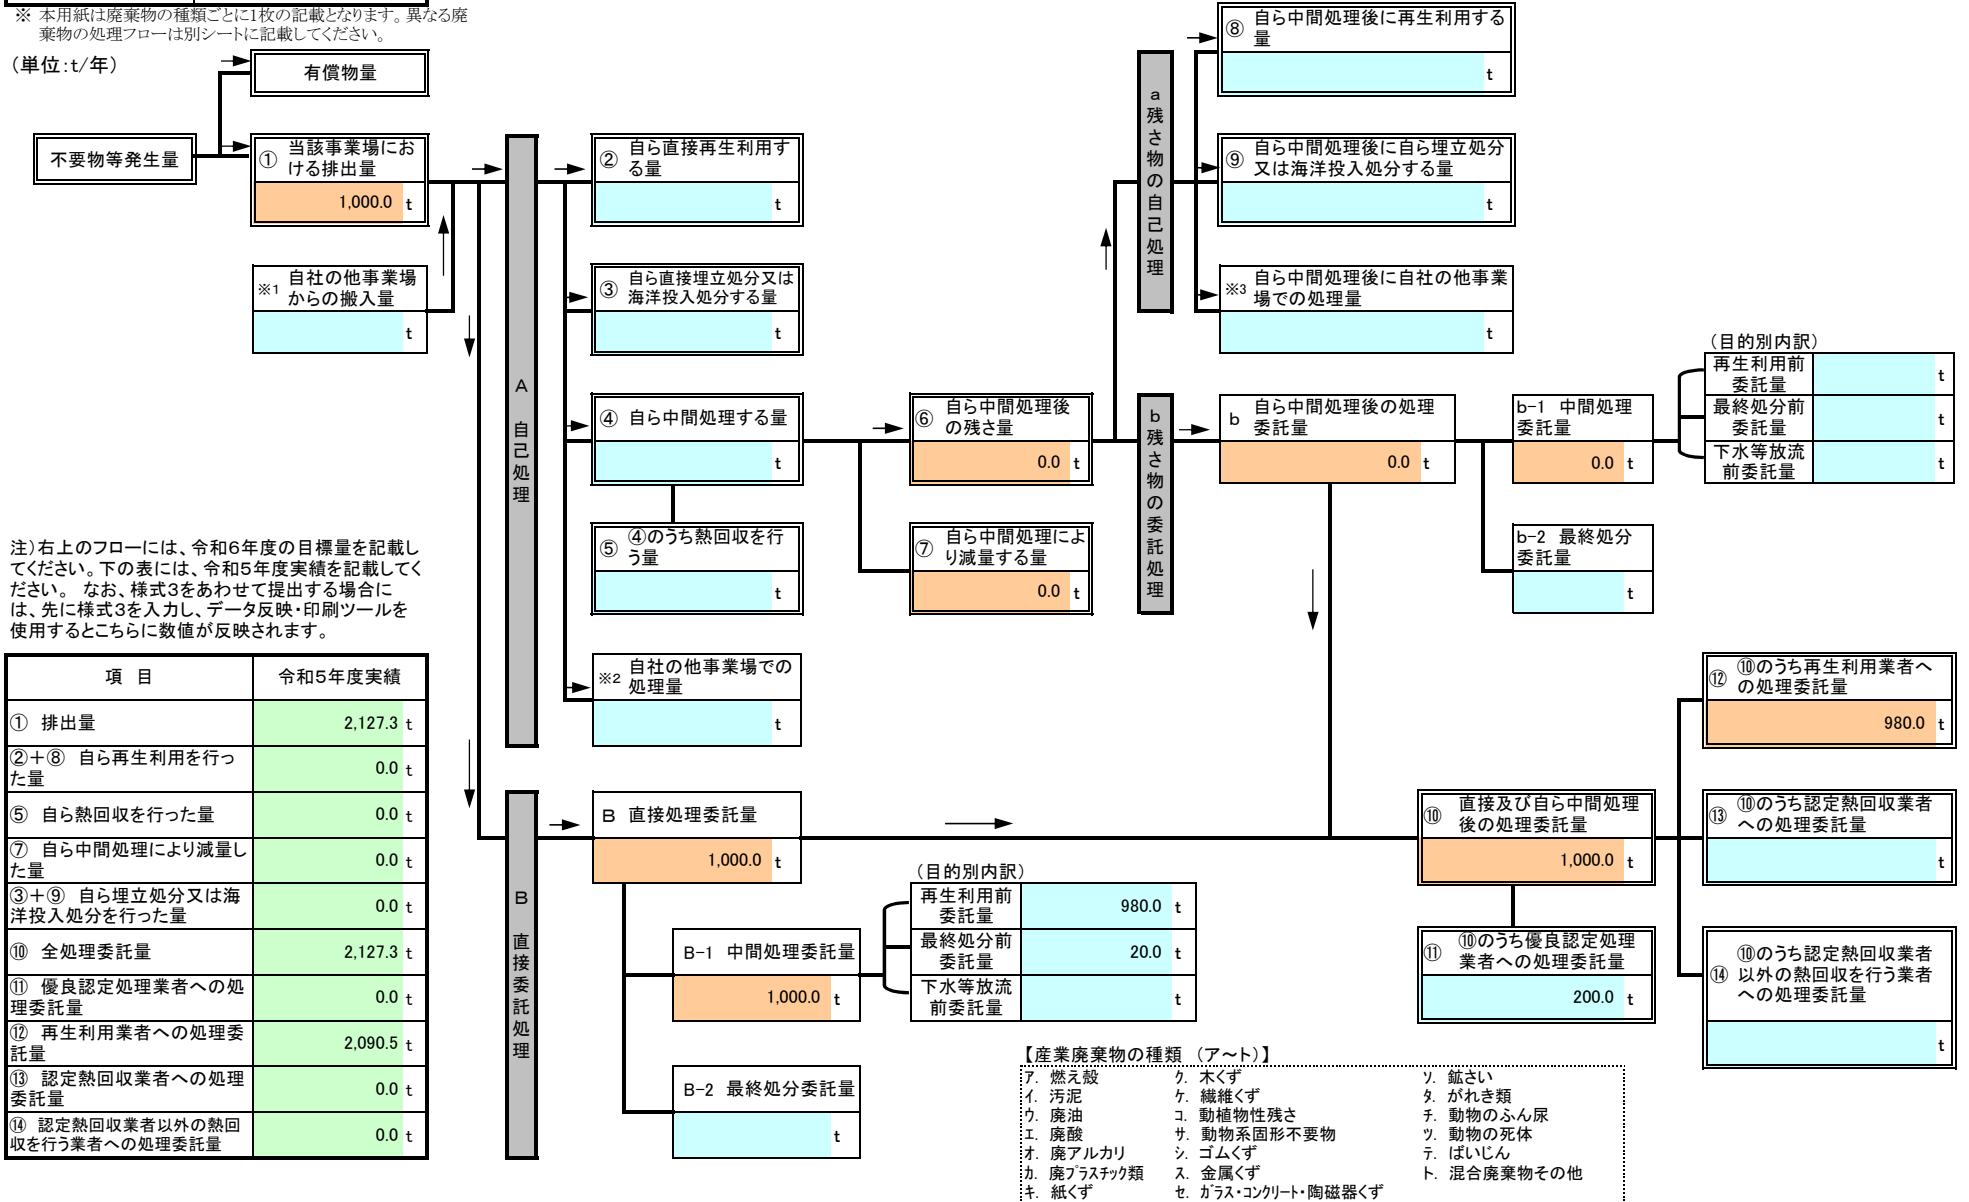 ※ 本用紙は廃棄物の種類ごとに1枚の記載となります。異なる廃
棄物の処理フローは別シートに記載してください。
（単位:t/年）
有償物量
不要物等発生量
① 当該事業場にお
ける排出量
1,000.0 t
※1 自社の他事業場
からの搬入量
t
A 自己処理
② 自ら直接再生利用す
る量
t
③ 自ら直接埋立処分又は
海洋投入処分する量
t
④ 自ら中間処理する量
t
⑤ ④のうち熱回収を行
う量
t
※2 自社の他事業場での
処理量
t
⑥ 自ら中間処理後
の残さ量
0.0 t
⑦ 自ら中間処理によ
り減量する量
0.0 t
a 残さ物の自己処理
⑧ 自ら中間処理後に再生利用する
量
t
⑨ 自ら中間処理後に自ら埋立処分
又は海洋投入処分する量
t
※3 自ら中間処理後に自社の他事業
場での処理量
t
b 残さ物の委託処理
b 自ら中間処理後の処理
委託量
0.0 t
b-1 中間処理
委託量
0.0 t
b-2 最終処分
委託量
t
（目的別内訳）
再生利用前
委託量
t
最終処分前
委託量
t
下水等放流
前委託量
t
注）右上のフローには、令和6年度の目標量を記載し
てください。下の表には、令和5年度実績を記載してく
ださい。 なお、様式3をあわせて提出する場合に
は、先に様式3を入力し、データ反映・印刷ツールを
使用するとこちらに数値が反映されます。
項 目 令和5年度実績
① 排出量 2,127.3 t
②＋⑧ 自ら再生利用を行っ
た量 0.0 t
⑤ 自ら熱回収を行った量 0.0 t
⑦ 自ら中間処理により減量し
た量 0.0 t
③＋⑨ 自ら埋立処分又は海
洋投入処分を行った量 0.0 t
⑩ 全処理委託量 2,127.3 t
⑪ 優良認定処理業者への処
理委託量 0.0 t
⑫ 再生利用業者への処理委
託量 2,090.5 t
⑬ 認定熱回収業者への処理
委託量 0.0 t
⑭ 認定熱回収業者以外の熱回
収を行う業者への処理委託量 0.0 t
B 直接委託処理
B 直接処理委託量
1,000.0 t
B-1 中間処理委託量
1,000.0 t
B-2 最終処分委託量
t
（目的別内訳）
再生利用前
委託量
980.0 t
最終処分前
委託量
20.0 t
下水等放流
前委託量
t
⑩ 直接及び自ら中間処理
後の処理委託量
1,000.0 t
⑪ ⑩のうち優良認定処理
業者への処理委託量
200.0 t
⑫ ⑩のうち再生利用業者へ
の処理委託量
980.0 t
⑬ ⑩のうち認定熱回収業者
への処理委託量
t
⑭ ⑩のうち認定熱回収業者
以外の熱回収を行う業者
への処理委託量
t
【産業廃棄物の種類 （ア～ト）】
ア. 燃え殻 ク. 木くず ソ. 鉱さい
イ. 汚泥 ケ. 繊維くず タ. がれき類
ウ. 廃油 コ. 動植物性残さ チ. 動物のふん尿
エ. 廃酸 サ. 動物系固形不要物 ツ. 動物の死体
オ. 廃アルカリ シ. ゴムくず テ. ばいじん
カ. 廃プラスチック類 ス. 金属くず ト. 混合廃棄物その他
キ. 紙くず セ. ガラス・コンクリート・陶磁器くず